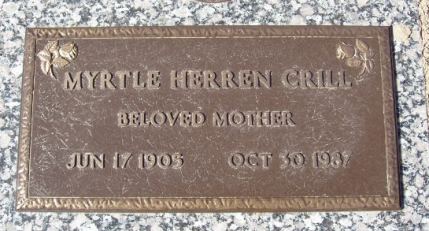 MYRTLE HERREN CRILL
BELOVED MOTHER
JUN 17 1905 OCT 30 1987